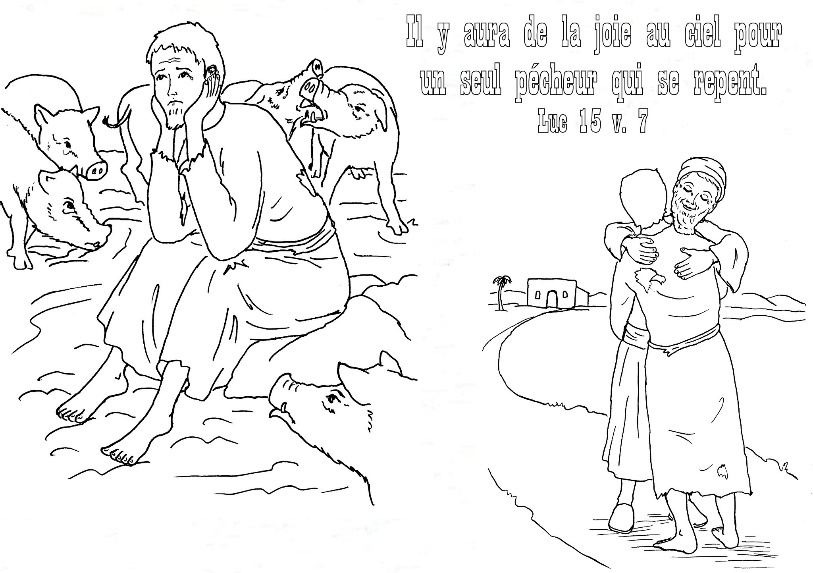 Il y aura de la joie au ciel pour
un seul pécheur qui se repent.
Luc 15 v. 7